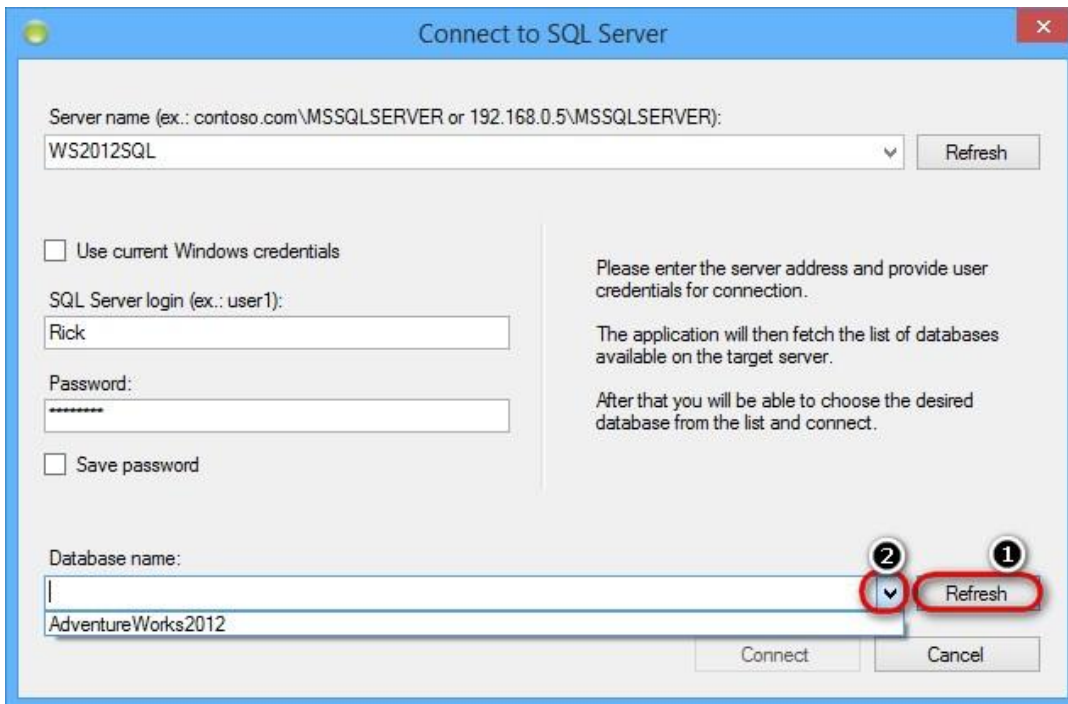 Connect to SQL Server
Server name (ex.: contoso.com\MSSQLSERVER or 192.168.0.5\MSSQLSERVER):
WS2012SQL
Refresh
Use current Windows credentials
SQL Server login (ex.: user1):
Rick
Password:
********
Save password
Please enter the server address and provide user
credentials for connection.
The application will then fetch the list of databases
available on the target server.
After that you will be able to choose the desired
database from the list and connect.
Database name:
2
1
Refresh
AdventureWorks2012
Connect
Cancel